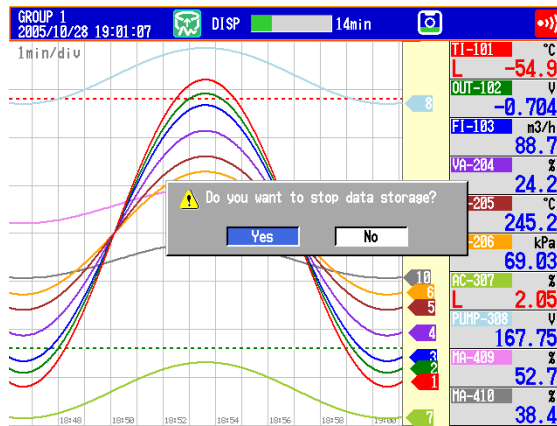 GROUP 1
2005/10/28 19:01:07
DISP
14min
1min/div
TI-101 °C
L -54.9
OUT-102 V
-0.704
FI-103 m3/h
88.7
VA-204 %
24.2
-205 °C
245.2
-206 kPa
69.03
AC-307 %
L 2.05
PUMP-308 V
167.75
MA-409 %
52.7
MA-410 %
38.4
Do you want to stop data storage?
Yes No
8
10
6
5
4
3
2
1
7
18:48 18:50 18:52 18:54 18:56 18:58 19:00